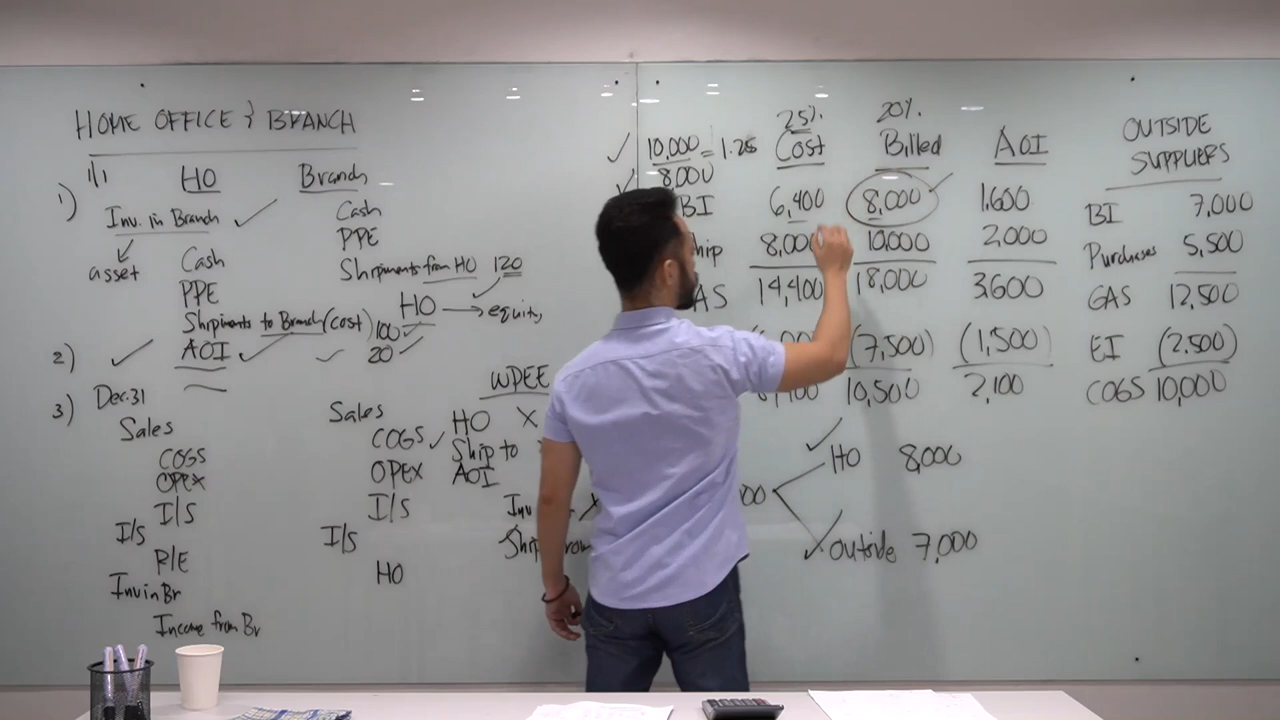 HOME OFICE & BRANCH
1/1
HO Branch
1)
Inv. in Branch
asset
Cash
PPE
Shipments to Branch (cost) 100
2) AOI 20
Cash
PPE
Shipments from HO 120
HO → equity
3) Dec. 31
Sales
COGS
OPEX
I/S
I/S
R/E
Inv in Br
Income from Br
Sales
COGS
OPEX
I/S
I/S
HO
WPEE
HO X
Ship to
AOI
10,000 = 1.25
8,000
25% 20%
Cost Billed AOI
BI 6,400 8,000 1,600
hip 8,000 10,000 2,000
AS 14,400 18,000 3,600
(7,500) (1,500)
10,500 2,100
HO 8,000
Outside 7,000
OUTSIDE
SUPPLIERS
BI 7,000
Purchases 5,500
GAS 12,500
EI (2,500)
COGS 10,000